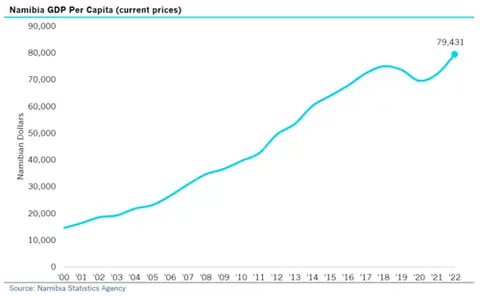 Namibia GDP Per Capita (current prices)
90,000
79,431
80,000
70,000
60,000
50,000
40,000
30,000
20,000
10,000
0
Namibian Dollars
'00 '01 '02 '03 '04 '05 '06 '07 '08 '09 '10 '11 '12 '13 '14 '15 '16 '17 '18 '19 '20 '21 '22
Source: Namibia Statistics Agency